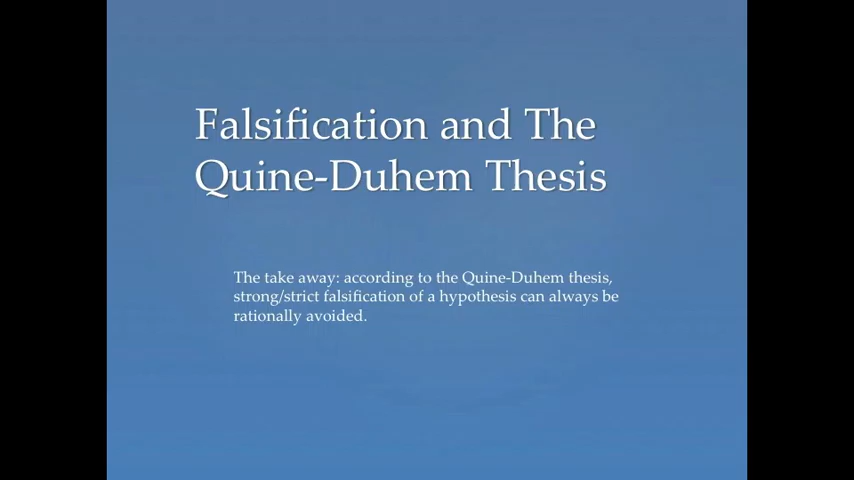 Falsification and The
Quine-Duhem Thesis
The take away: according to the Quine-Duhem thesis,
strong/strict falsification of a hypothesis can always be
rationally avoided.